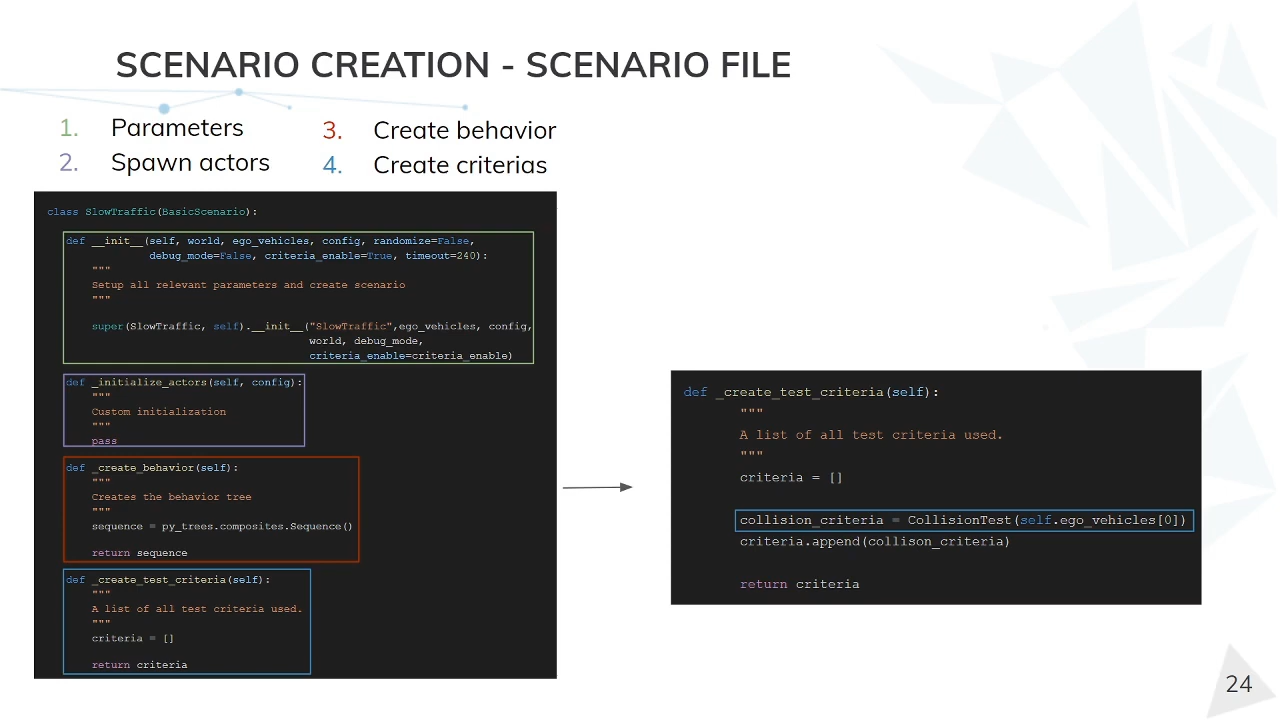 SCENARIO CREATION - SCENARIO FILE
1. Parameters
2. Spawn actors
3. Create behavior
4. Create criterias
class SlowTraffic(BasicScenario):
def __init__(self, world, ego_vehicles, config, randomize=False,
debug_mode=False, criteria_enable=True, timeout=240):
"""
Setup all relevant parameters and create scenario
"""
super(SlowTraffic, self).__init__("SlowTraffic",ego_vehicles, config,
world, debug_mode,
criteria_enable=criteria_enable)
def _initialize_actors(self, config):
"""
Custom initialization
"""
pass
def _create_behavior(self):
"""
Creates the behavior tree
"""
sequence = py_trees.composites.Sequence()
return sequence
def _create_test_criteria(self):
"""
A list of all test criteria used.
"""
criteria = []
return criteria
def _create_test_criteria(self):
"""
A list of all test criteria used.
"""
criteria = []
collision_criteria = CollisionTest(self.ego_vehicles[0])
criteria.append(collison_criteria)
return criteria
24